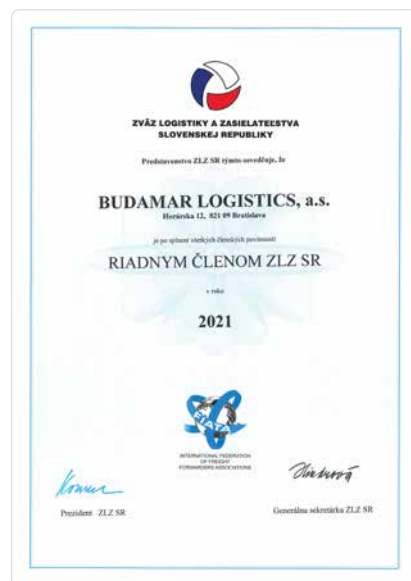 ZVÄZ LOGISTIKY A ZASIELATEĽSTVA
SLOVENSKEJ REPUBLIKY
Predstavenstvo ZLZ SR týmto osvedčuje, že
BUDAMAR LOGISTICS, a.s.
Horárska 12, 821 09 Bratislava
je po splnení všetkých členských povinností
RIADNYM ČLENOM ZLZ SR
v roku
2021
FIATA
INTERNATIONAL FEDERATION
OF FREIGHT
FORWARDERS ASSOCIATIONS
Prezident ZLZ SR
Generálna sekretárka ZLZ SR